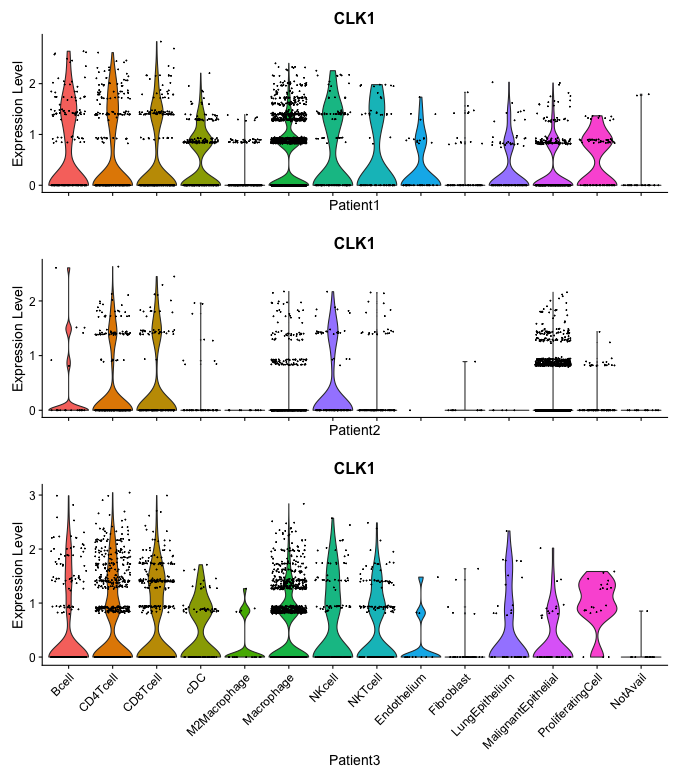 CLK1
Expression Level
2
1
0
Patient1
CLK1
Expression Level
2
1
0
Patient2
CLK1
Expression Level
3
2
1
0
Bcell
CD4Tcell
CD8Tcell
cDC
M2Macrophage
Macrophage
NKcell
NKTcell
Endothelium
Fibroblast
LungEpithelium
MalignantEpithelial
ProliferatingCell
NotAvail
Patient3